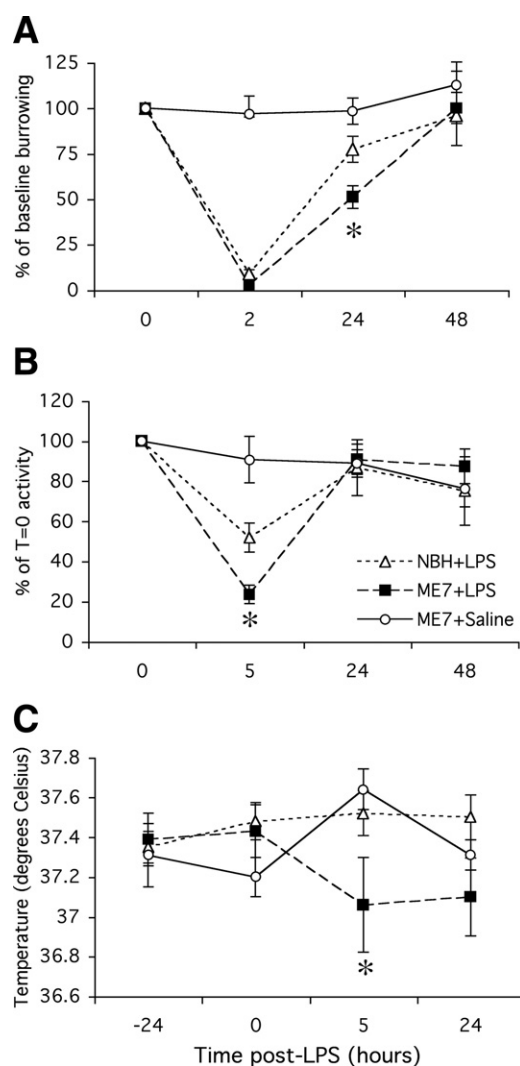 A
% of baseline burrowing
125
100
75
50
25
0
*
0 2 24 48
B
% of T=0 activity
120
100
80
60
40
20
0
NBH+LPS
ME7+LPS
ME7+Saline
*
0 5 24 48
C
Temperature (degrees Celsius)
37.8
37.6
37.4
37.2
37
36.8
36.6
*
-24 0 5 24
Time post-LPS (hours)